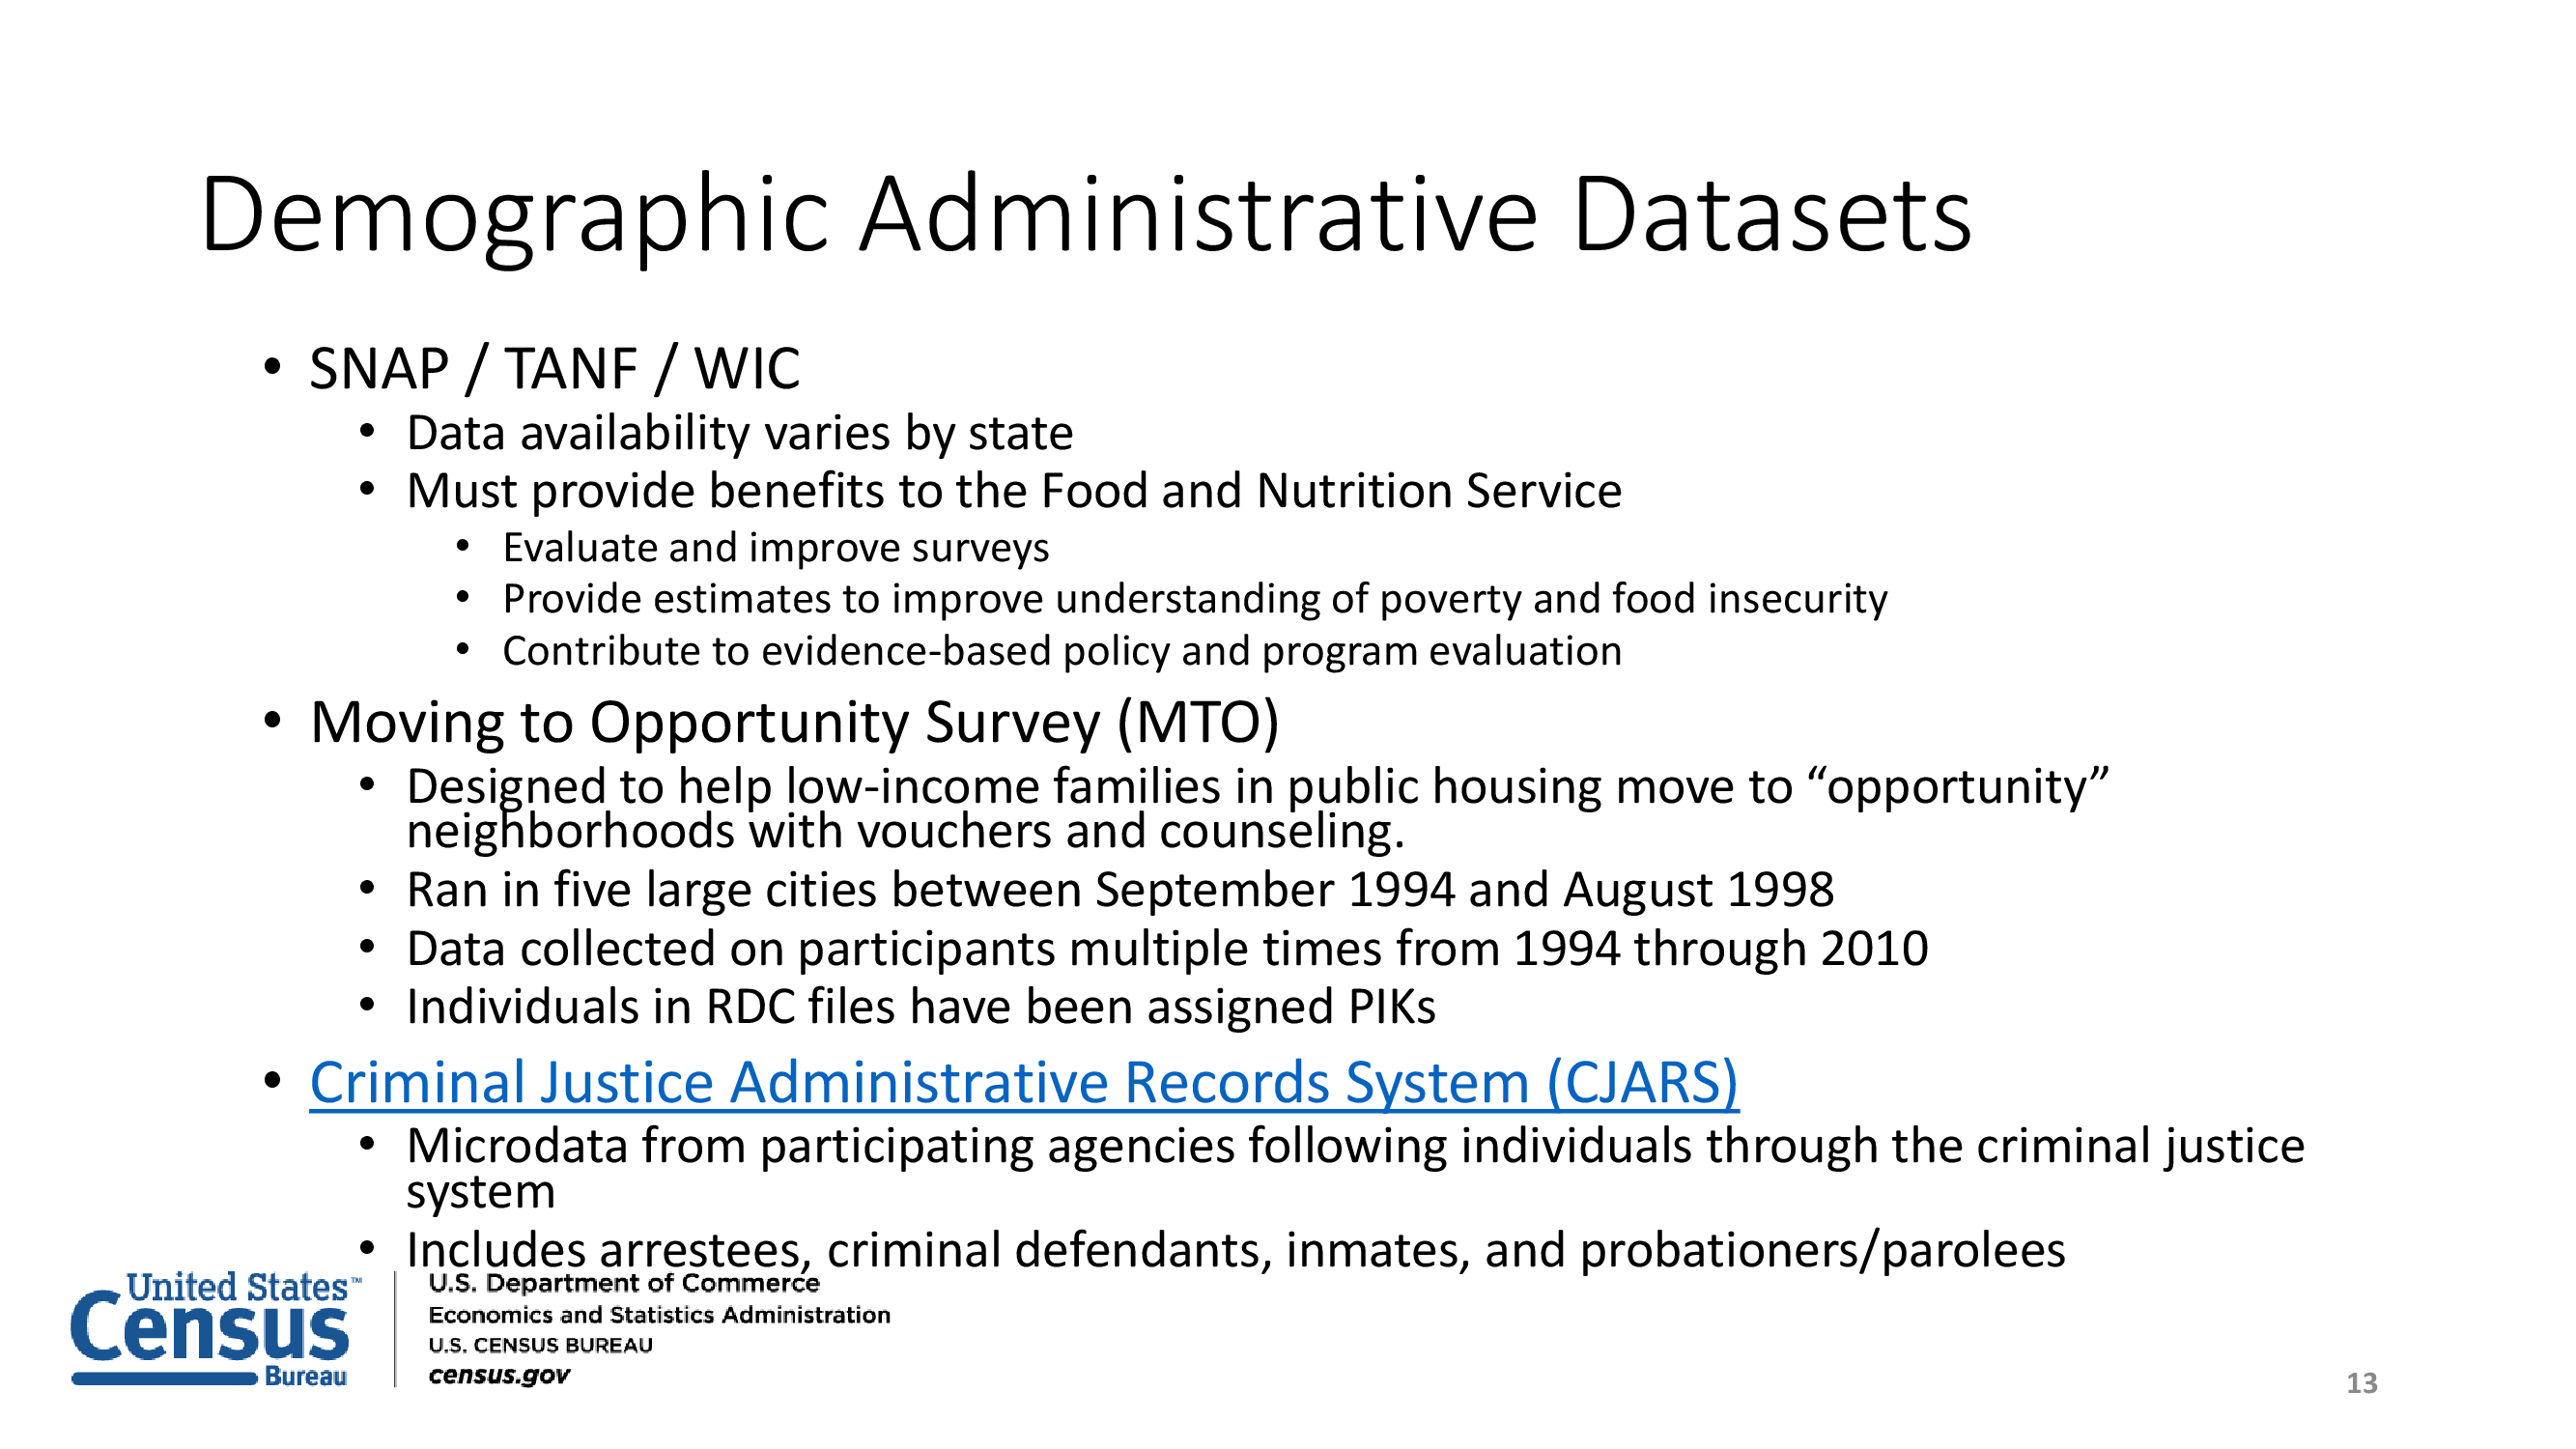 Demographic Administrative Datasets
• SNAP / TANF / WIC
• Data availability varies by state
• Must provide benefits to the Food and Nutrition Service
• Evaluate and improve surveys
• Provide estimates to improve understanding of poverty and food insecurity
• Contribute to evidence-based policy and program evaluation
• Moving to Opportunity Survey (MTO)
• Designed to help low-income families in public housing move to “opportunity”
neighborhoods with vouchers and counseling.
• Ran in five large cities between September 1994 and August 1998
• Data collected on participants multiple times from 1994 through 2010
• Individuals in RDC files have been assigned PIKs
• Criminal Justice Administrative Records System (CJARS)
• Microdata from participating agencies following individuals through the criminal justice
system
• Includes arrestees, criminal defendants, inmates, and probationers/parolees
United States™
Census
Bureau
U.S. Department of Commerce
Economics and Statistics Administration
U.S. CENSUS BUREAU
census.gov
13